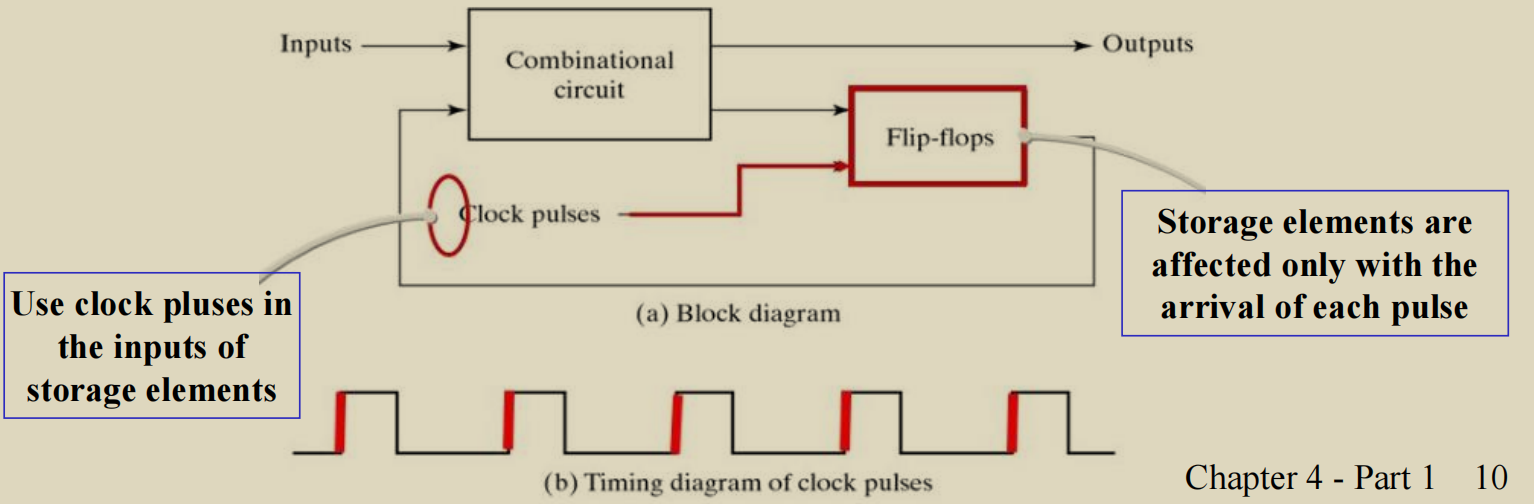 Inputs
Combinational
circuit
Outputs
Flip-flops
Clock pulses
Storage elements are
affected only with the
arrival of each pulse
Use clock pluses in
the inputs of
storage elements
(a) Block diagram
(b) Timing diagram of clock pulses
Chapter 4 - Part 1 10